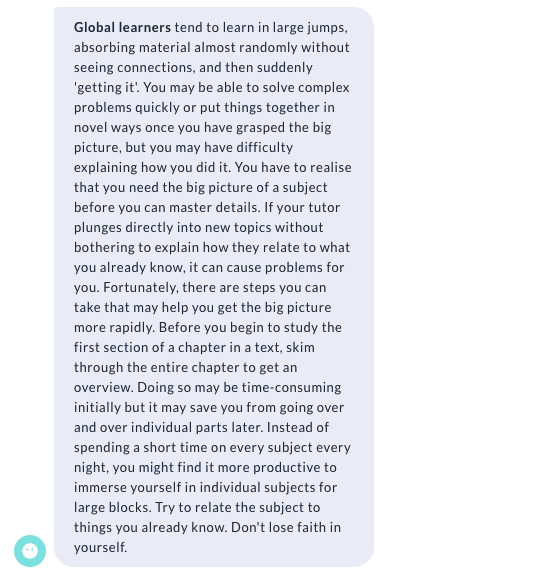 Global learners tend to learn in large jumps,
absorbing material almost randomly without
seeing connections, and then suddenly
'getting it'. You may be able to solve complex
problems quickly or put things together in
novel ways once you have grasped the big
picture, but you may have difficulty
explaining how you did it. You have to realise
that you need the big picture of a subject
before you can master details. If your tutor
plunges directly into new topics without
bothering to explain how they relate to what
you already know, it can cause problems for
you. Fortunately, there are steps you can
take that may help you get the big picture
more rapidly. Before you begin to study the
first section of a chapter in a text, skim
through the entire chapter to get an
overview. Doing so may be time-consuming
initially but it may save you from going over
and over individual parts later. Instead of
spending a short time on every subject every
night, you might find it more productive to
immerse yourself in individual subjects for
large blocks. Try to relate the subject to
things you already know. Don't lose faith in
yourself.